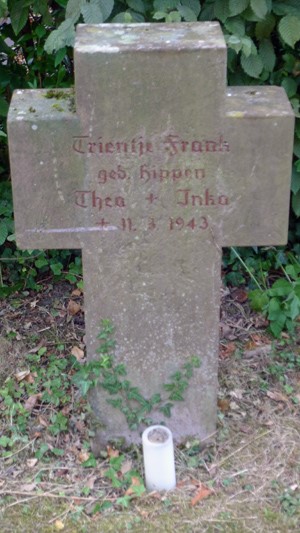 Trientje Frank
geb. Hippen
Thea + Inka
+ 11. 3. 1943